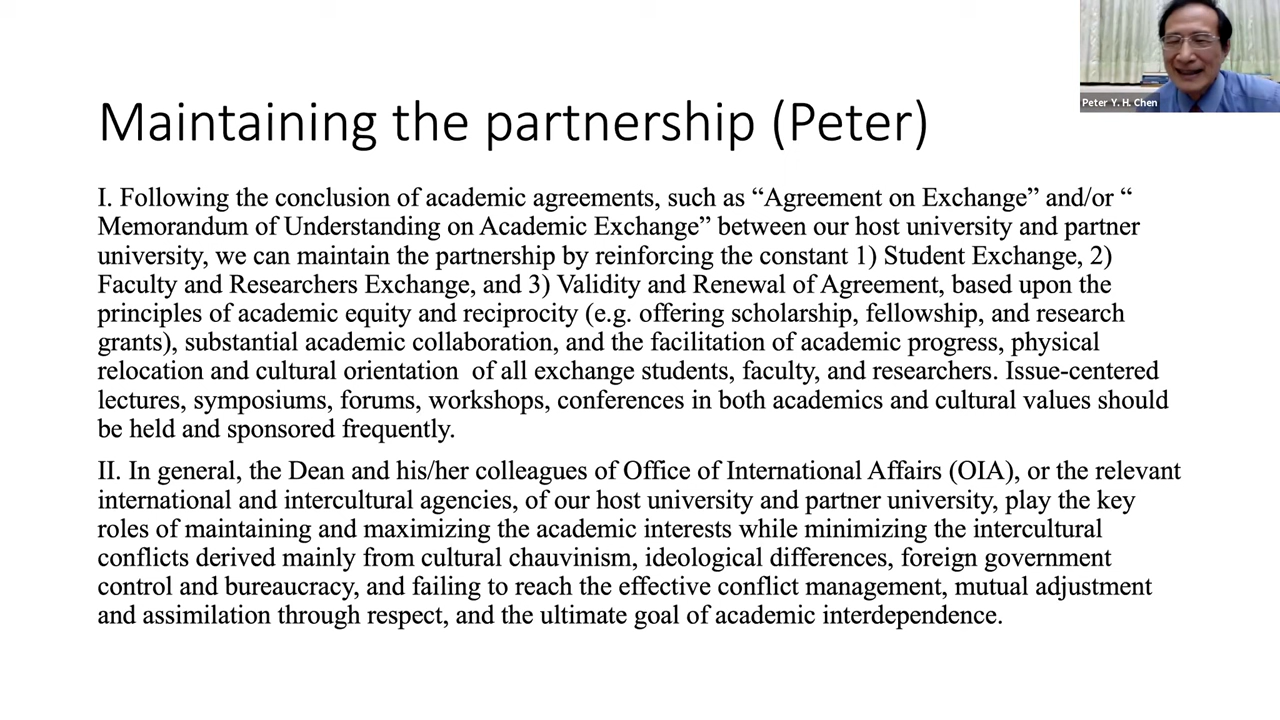 Peter Y. H. Chen
Maintaining the partnership (Peter)
I. Following the conclusion of academic agreements, such as “Agreement on Exchange” and/or “
Memorandum of Understanding on Academic Exchange” between our host university and partner
university, we can maintain the partnership by reinforcing the constant 1) Student Exchange, 2)
Faculty and Researchers Exchange, and 3) Validity and Renewal of Agreement, based upon the
principles of academic equity and reciprocity (e.g. offering scholarship, fellowship, and research
grants), substantial academic collaboration, and the facilitation of academic progress, physical
relocation and cultural orientation  of all exchange students, faculty, and researchers. Issue-centered
lectures, symposiums, forums, workshops, conferences in both academics and cultural values should
be held and sponsored frequently.
II. In general, the Dean and his/her colleagues of Office of International Affairs (OIA), or the relevant
international and intercultural agencies, of our host university and partner university, play the key
roles of maintaining and maximizing the academic interests while minimizing the intercultural
conflicts derived mainly from cultural chauvinism, ideological differences, foreign government
control and bureaucracy, and failing to reach the effective conflict management, mutual adjustment
and assimilation through respect, and the ultimate goal of academic interdependence.